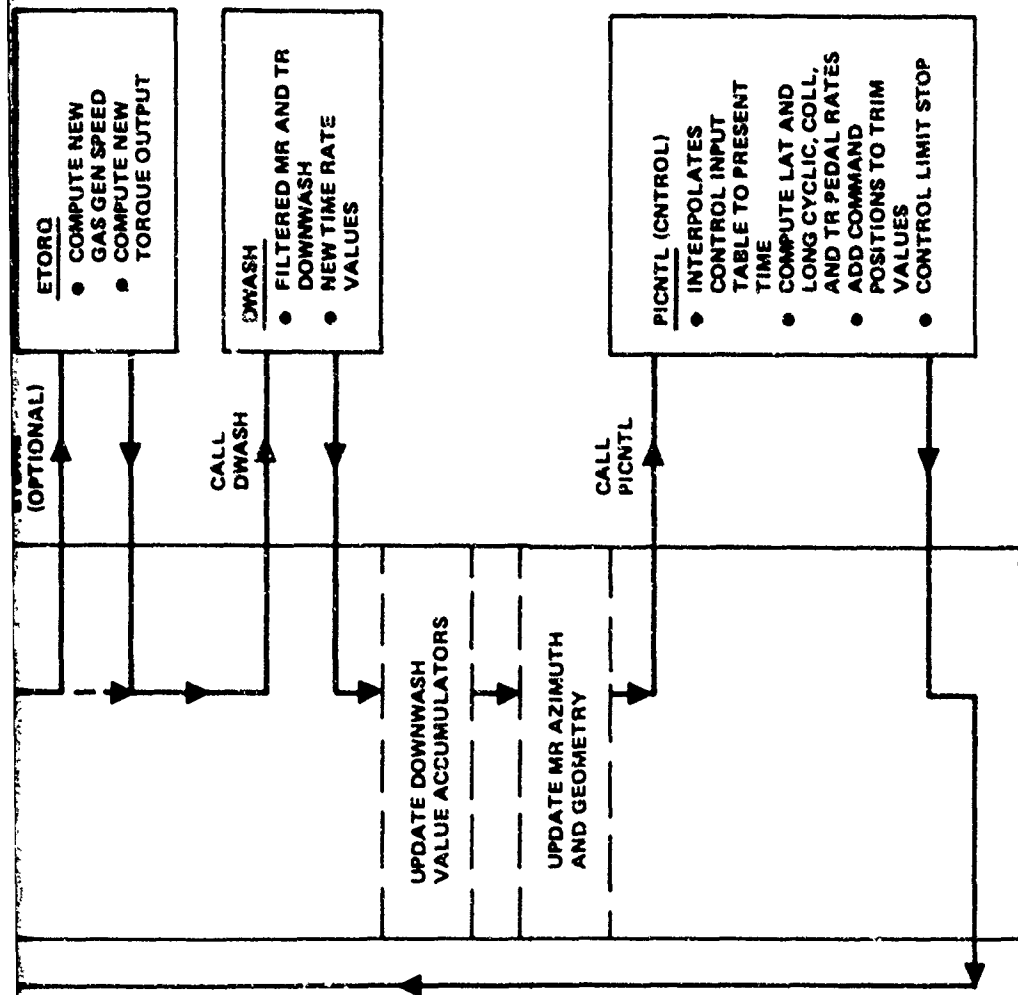 ETORQ
● COMPUTE NEW
GAS GEN SPEED
● COMPUTE NEW
TORQUE OUTPUT
(OPTIONAL)
DWASH
● FILTERED MR AND TR
DOWNWASH
● NEW TIME RATE
VALUES
CALL
DWASH
UPDATE DOWNWASH
VALUE ACCUMULATORS
UPDATE MR AZIMUTH
AND GEOMETRY
CALL
PICNTL
PICNTL (CNTROL)
● INTERPOLATES
CONTROL INPUT
TABLE TO PRESENT
TIME
● COMPUTE LAT AND
LONG CYCLIC, COLL,
AND TR PEDAL RATES
● ADD COMMAND
POSITIONS TO TRIM
VALUES
● CONTROL LIMIT STOP